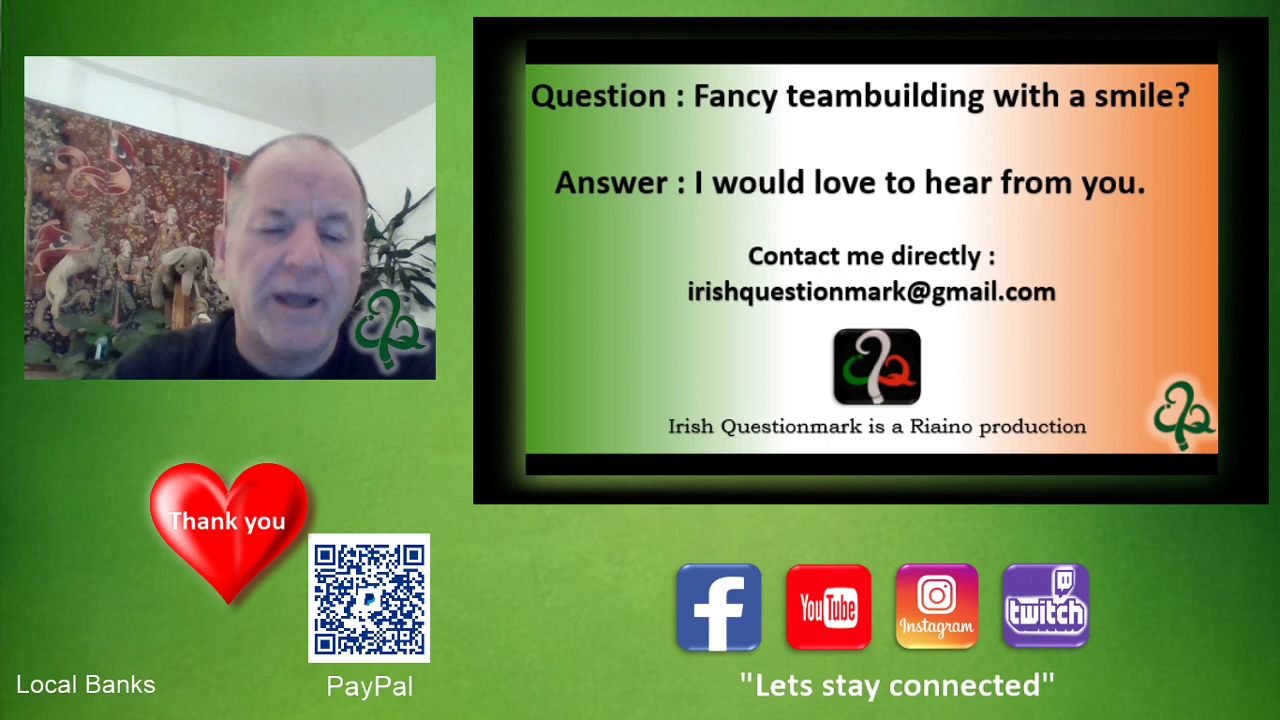 Question : Fancy teambuilding with a smile?
Answer : I would love to hear from you.
Contact me directly :
irishquestionmark@gmail.com
Irish Questionmark is a Riaino production
Thank you
Local Banks
PayPal
YouTube
Instagram
twitch
"Lets stay connected"